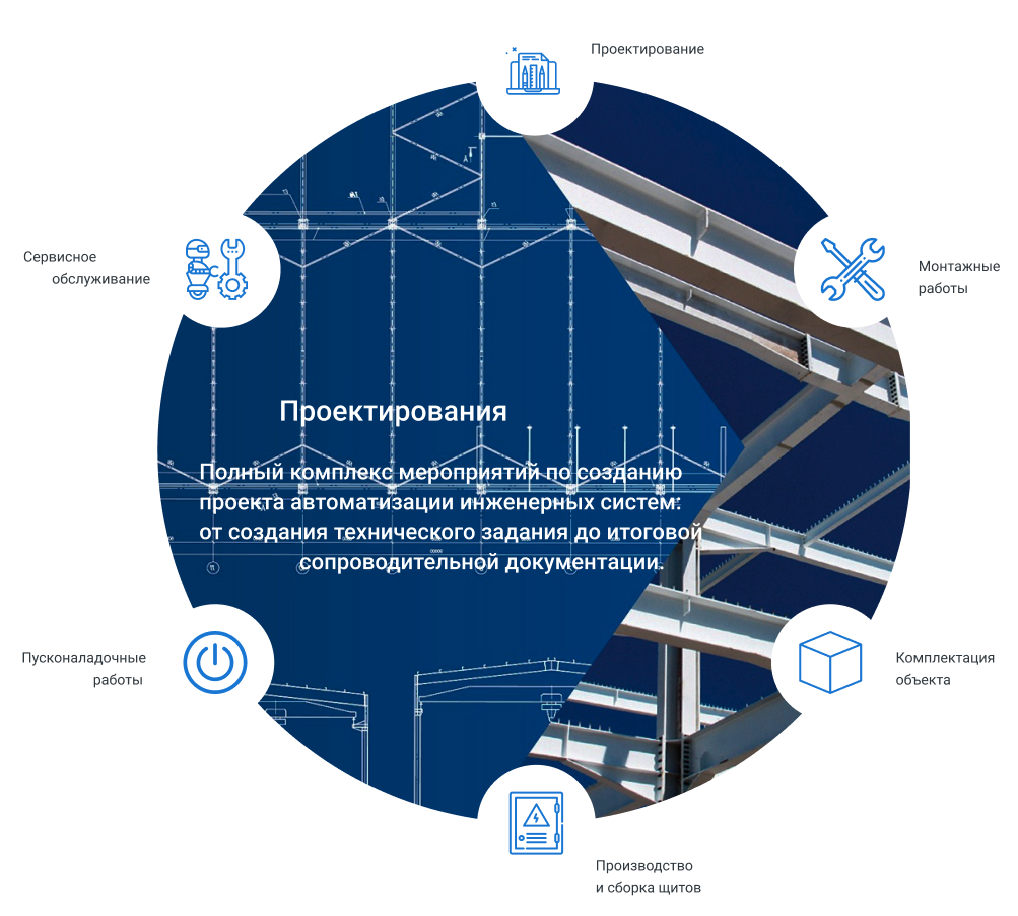 Проектирование
Сервисное
обслуживание
Монтажные
работы
Проектирования
Полный комплекс мероприятий по созданию
проекта автоматизации инженерных систем:
от создания технического задания до итоговой
сопроводительной документации.
Пусконаладочные
работы
Комплектация
объекта
Производство
и сборка щитов